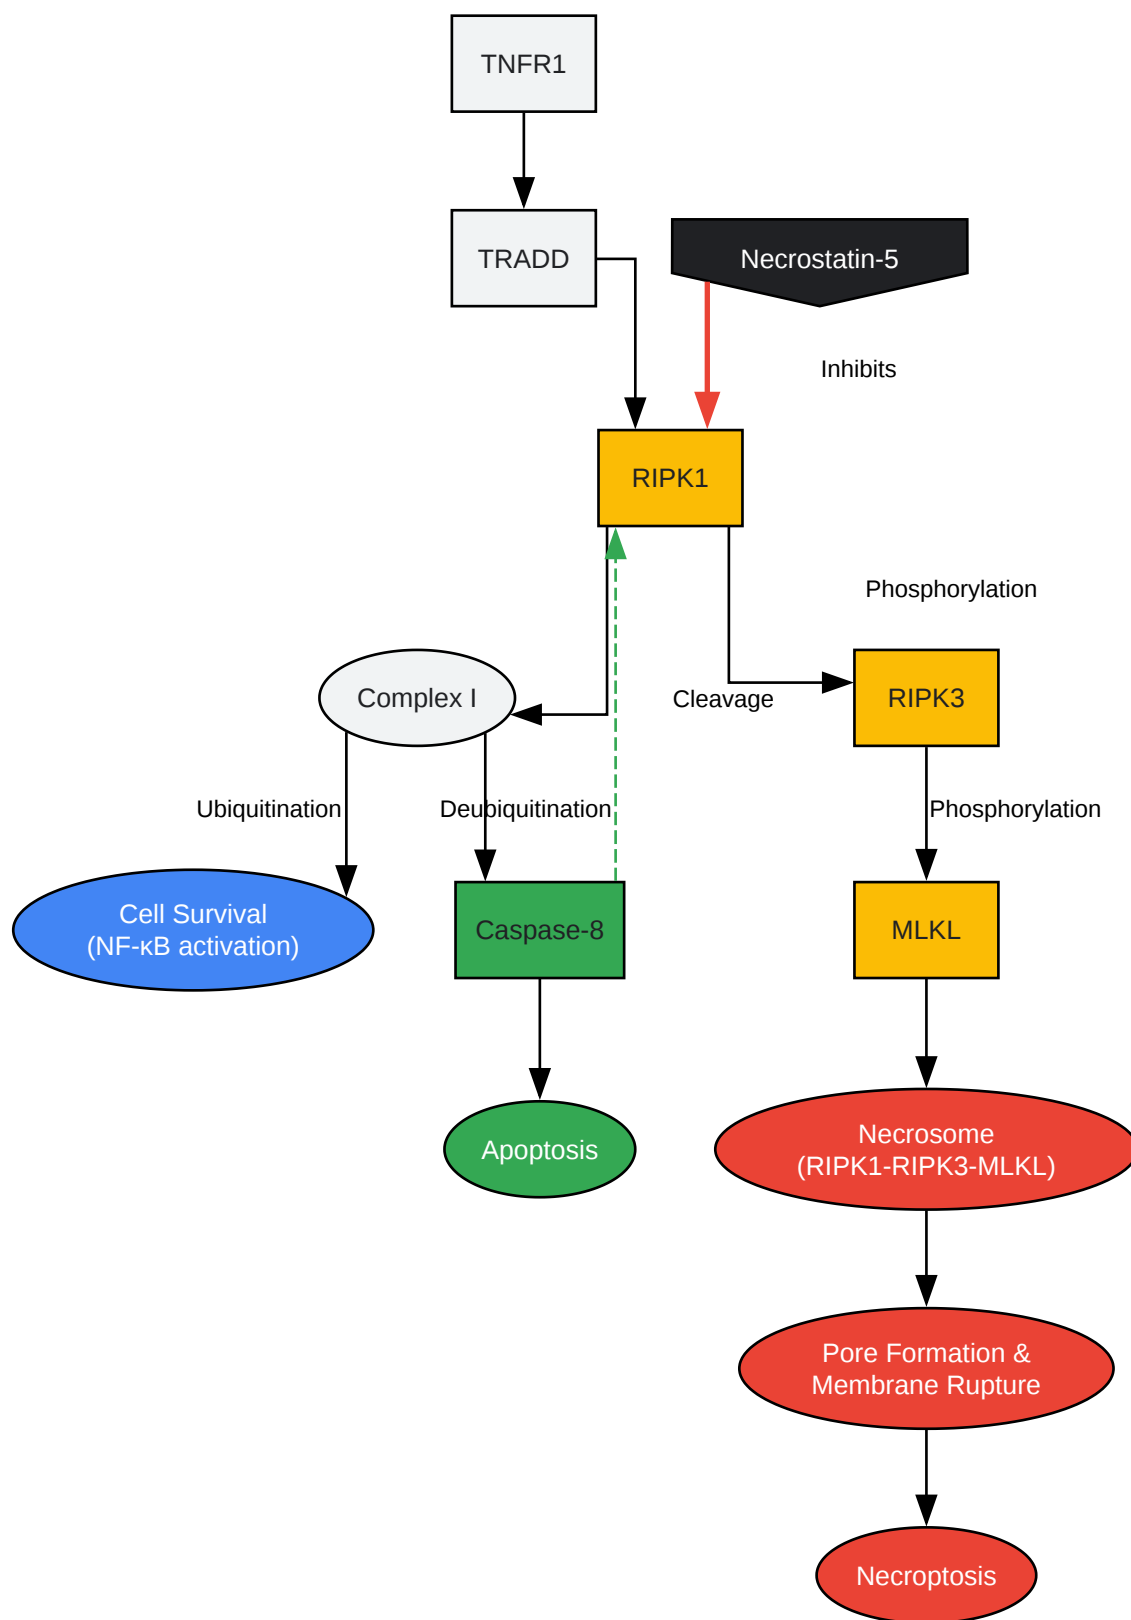 TNFR1
TRADD
Necrostatin-5
Inhibits
RIPK1
Phosphorylation
Complex I
Cleavage
RIPK3
Ubiquitination
Deubiquitination
Phosphorylation
Cell Survival
(NF-κB activation)
Caspase-8
MLKL
Apoptosis
Necrosome
(RIPK1-RIPK3-MLKL)
Pore Formation &
Membrane Rupture
Necroptosis